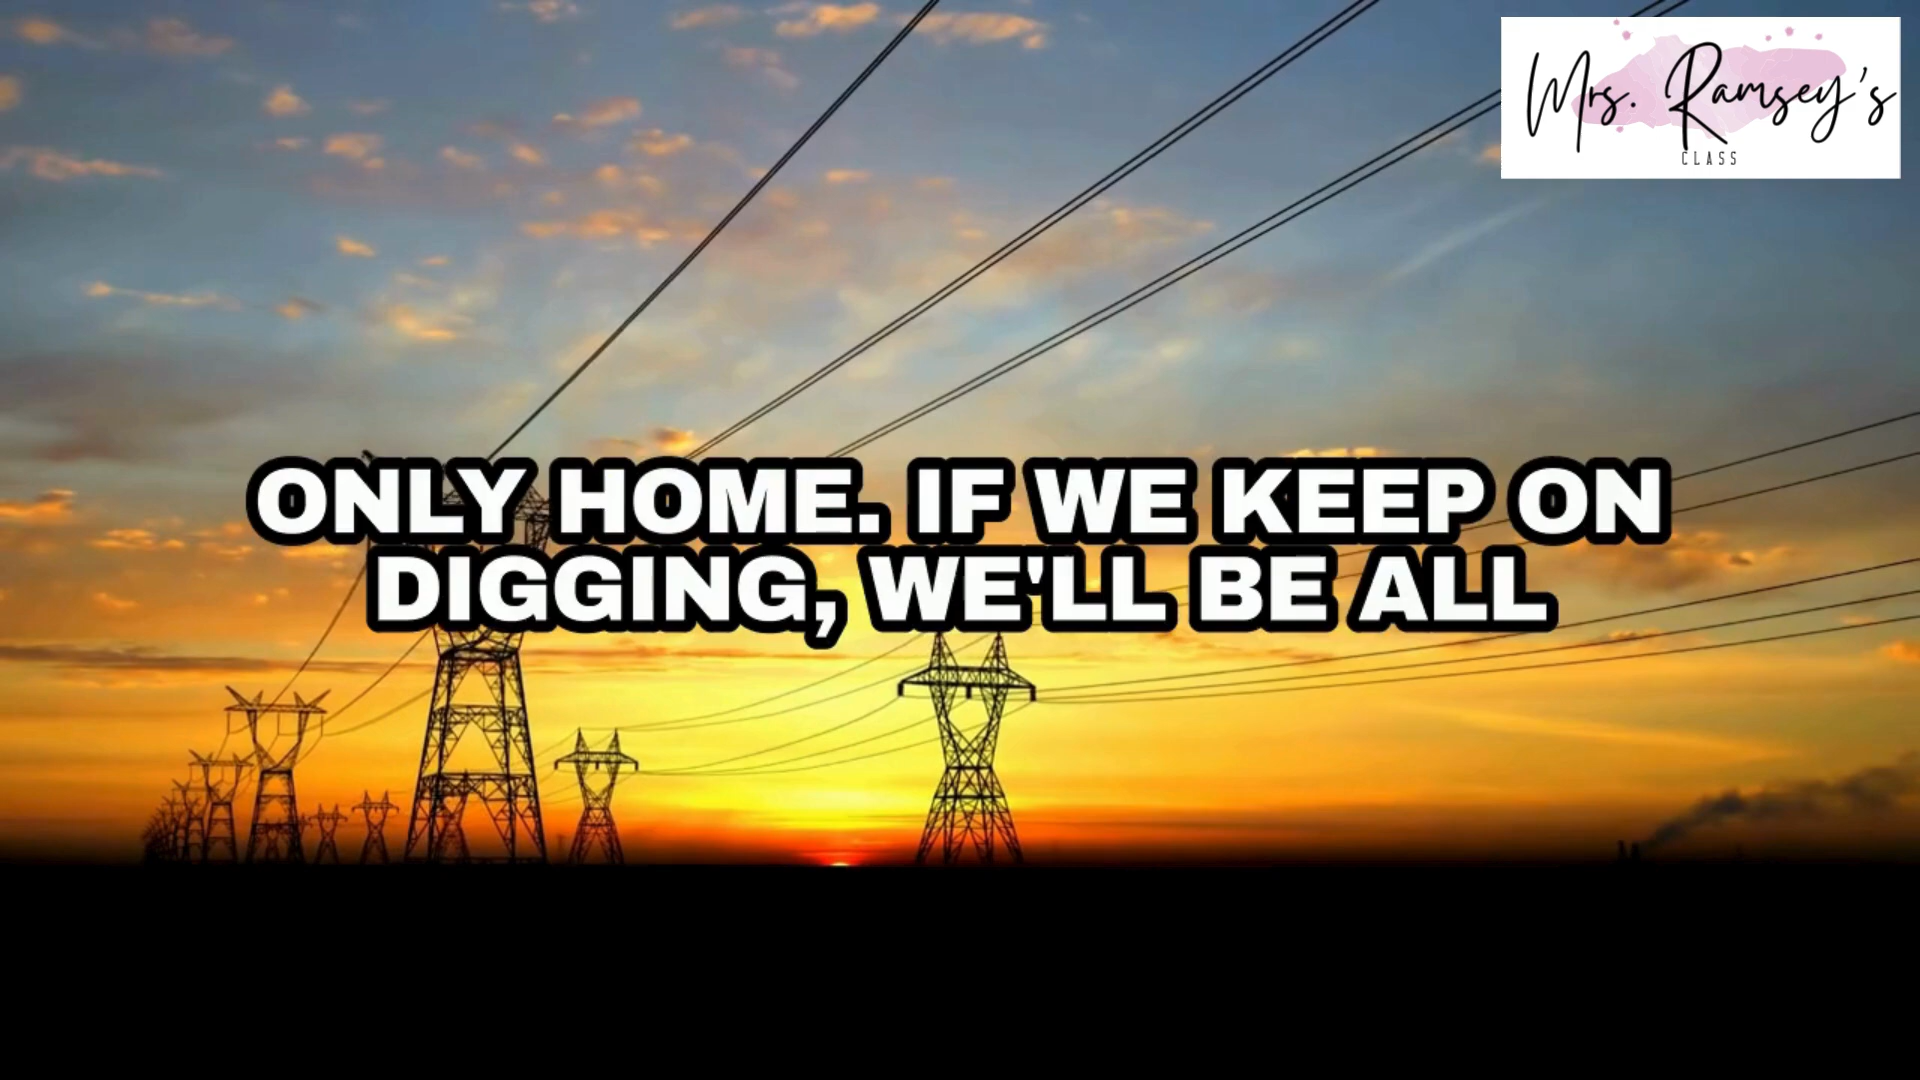 Mrs. Ramsey's
CLASS
ONLY HOME. IF WE KEEP ON
DIGGING, WE'LL BE ALL